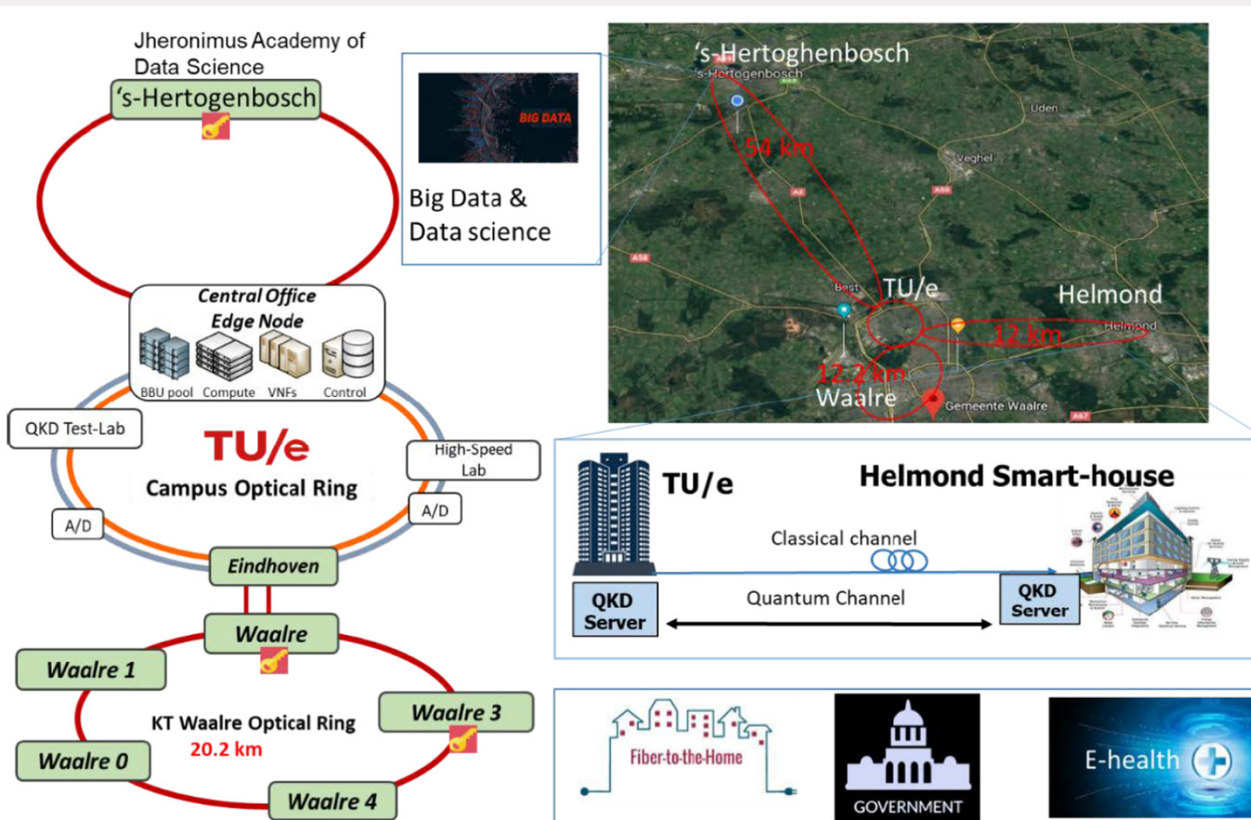 Jheronimus Academy of
Data Science
‘s-Hertogenbosch
Central Office
Edge Node
BBU pool
Compute
VNFs
Control
QKD Test-Lab
TU/e
Campus Optical Ring
High-Speed
Lab
A/D
A/D
Eindhoven
Waalre
Waalre 1
Waalre 3
KT Waalre Optical Ring
20.2 km
Waalre 0
Waalre 4
BIG DATA
Big Data &
Data science
‘s-Hertoghenbosch
's-Hertogenbosch
Uden
54 km
Veghel
A2
A50
A58
Best
TU/e
Helmond
Helmond
12 km
12.2 km
Waalre
Gemeente Waalre
A67
TU/e
Helmond Smart-house
Classical channel
QKD
Server
Quantum Channel
QKD
Server
Fiber-to-the-Home
GOVERNMENT
E-health